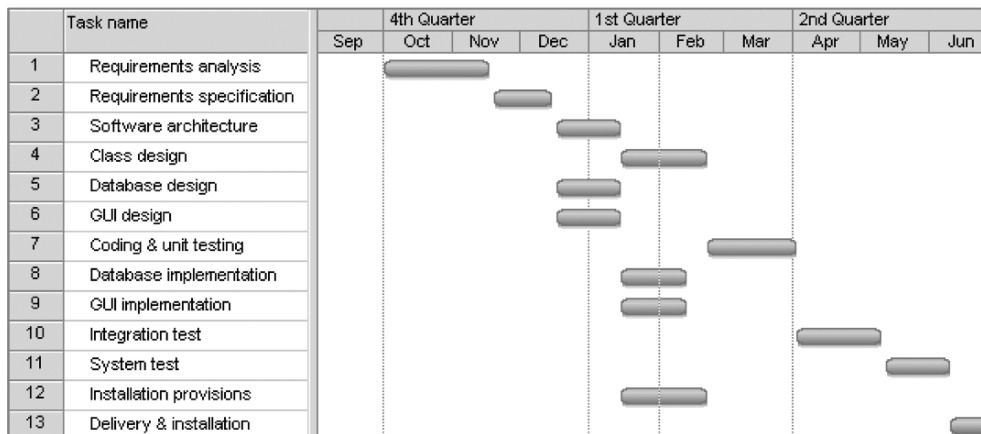 Task name 4th Quarter 1st Quarter 2nd Quarter
Sep Oct Nov Dec Jan Feb Mar Apr May Jun
1 Requirements analysis
2 Requirements specification
3 Software architecture
4 Class design
5 Database design
6 GUI design
7 Coding & unit testing
8 Database implementation
9 GUI implementation
10 Integration test
11 System test
12 Installation provisions
13 Delivery & installation